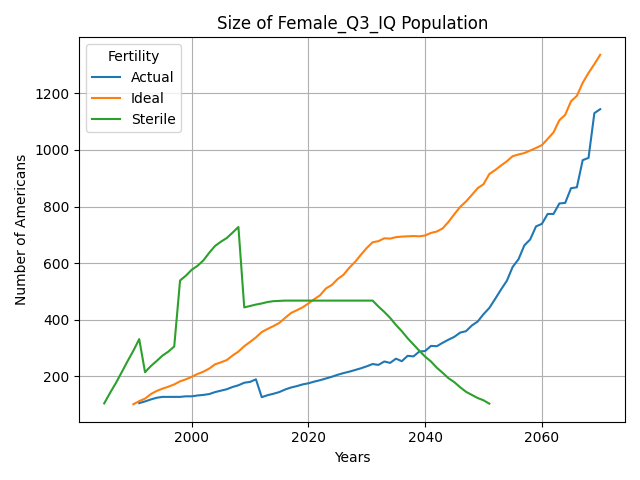 Size of Female_Q3_IQ Population
Fertility
Actual
Ideal
Sterile
Number of Americans
1200
1000
800
600
400
200
2000
2020
2040
2060
Years